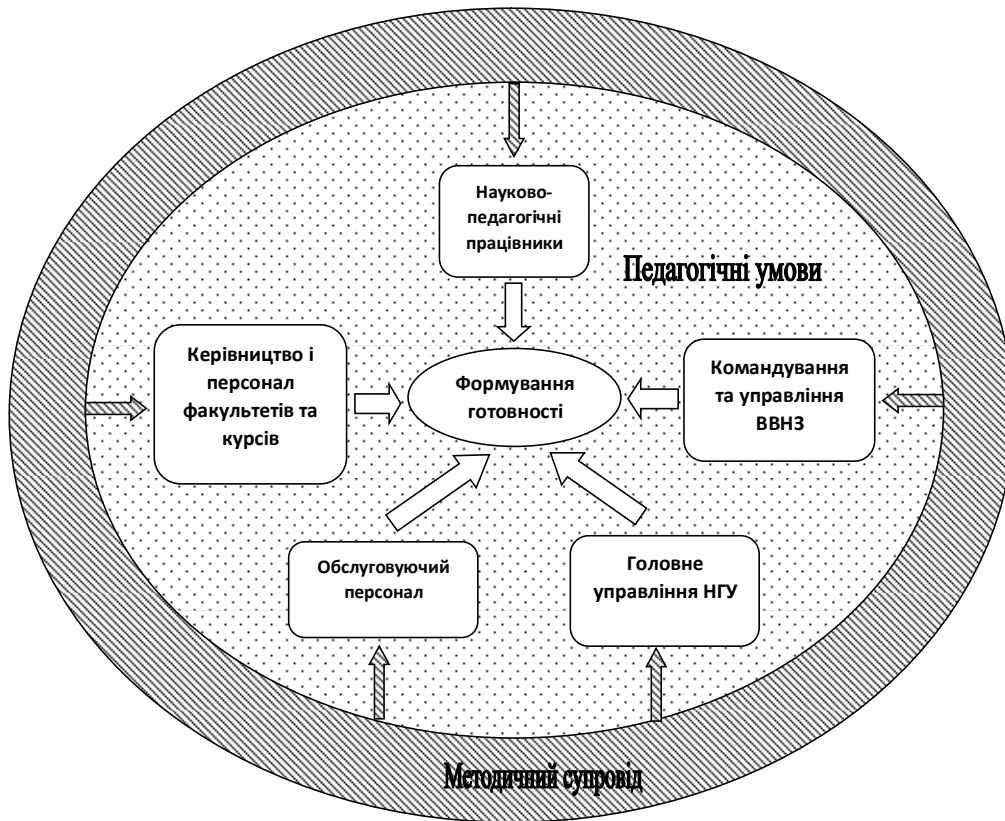 Науково-
педагогічні
працівники
Педагогічні умови
Керівництво і
персонал
факультетів та
курсів
Формування
готовності
Командування
та управління
ВВНЗ
Обслуговуючий
персонал
Головне
управління НГУ
Методичний супровід